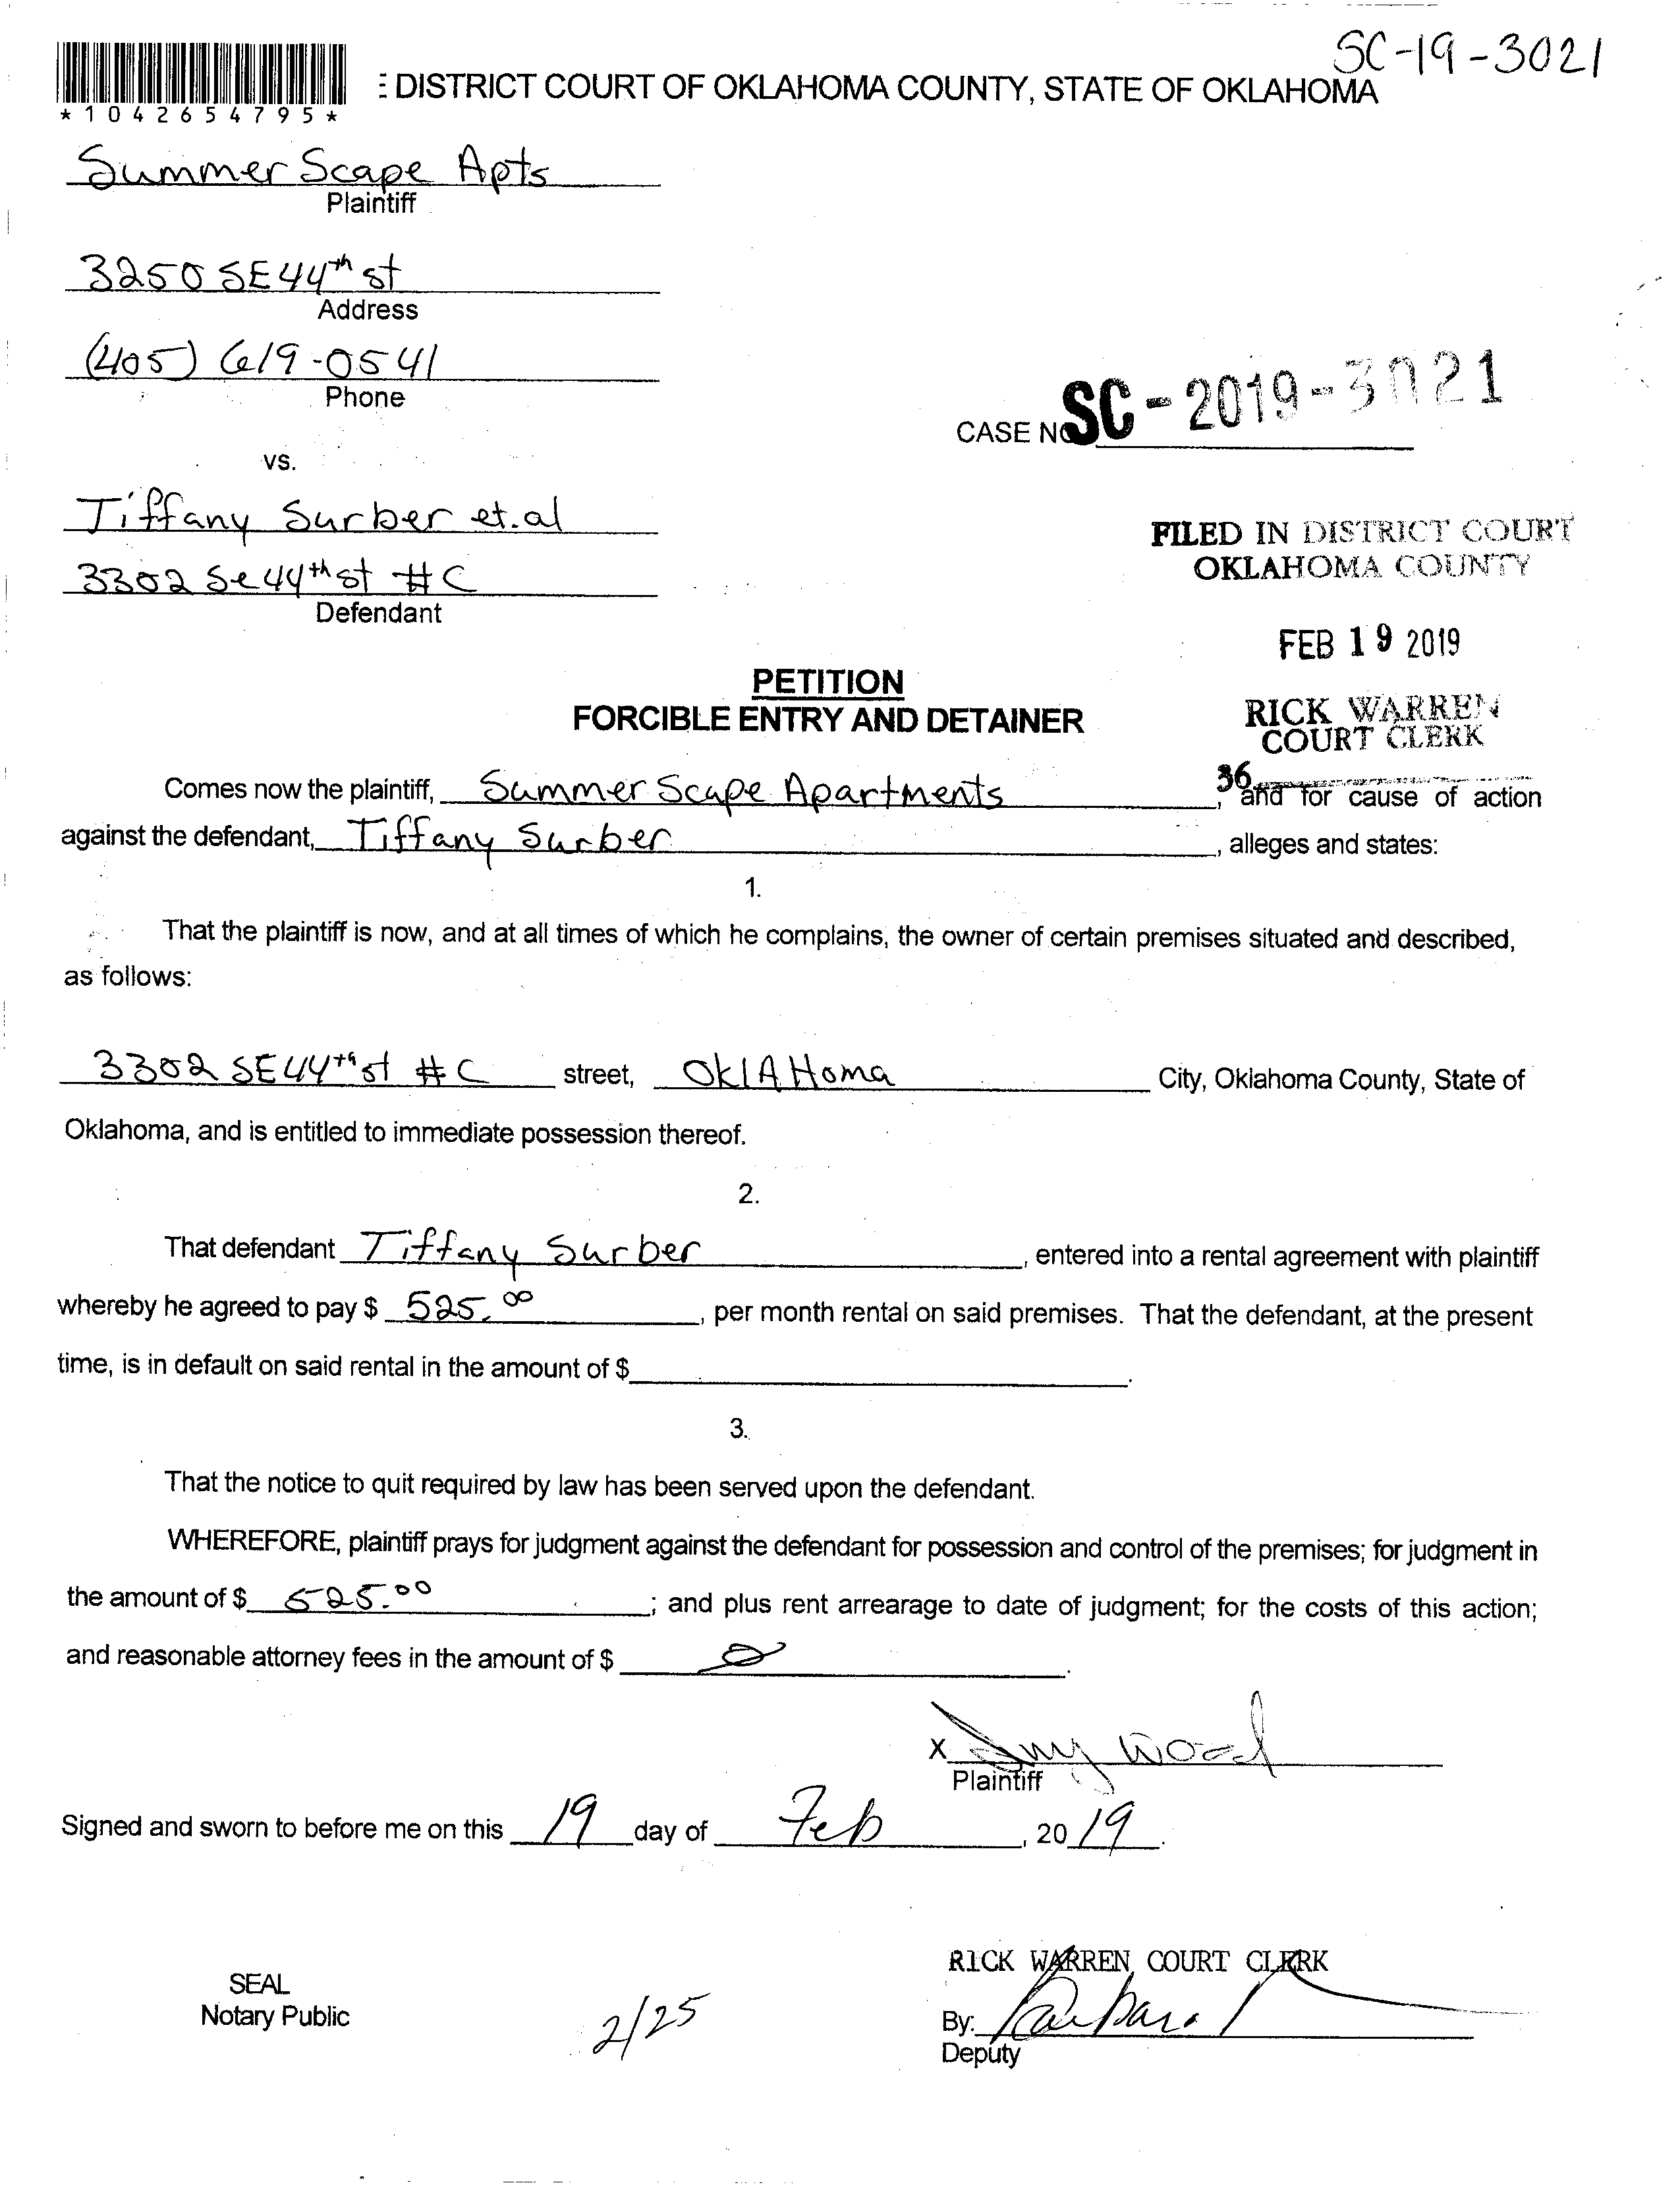 SC-19-3021
: DISTRICT COURT OF OKLAHOMA COUNTY, STATE OF OKLAHOMA
*1042654795*
Summer Scape Apts
Plaintiff
3250 SE 44th st
Address
(405) 619-0541
Phone
CASE NO SC-2019-3021
vs.
Tiffany Surber et.al
3302 Se 44th st #C
Defendant
FILED IN DISTRICT COURT
OKLAHOMA COUNTY
FEB 19 2019
RICK WARREN
COURT CLERK
36
PETITION
FORCIBLE ENTRY AND DETAINER
Comes now the plaintiff, Summer Scape Apartments, and for cause of action
against the defendant, Tiffany Surber, alleges and states:
1.
That the plaintiff is now, and at all times of which he complains, the owner of certain premises situated and described,
as follows:
3302 SE 44th st #C street, OklAHoma City, Oklahoma County, State of
Oklahoma, and is entitled to immediate possession thereof.
2.
That defendant Tiffany Surber, entered into a rental agreement with plaintiff
whereby he agreed to pay $ 525.00, per month rental on said premises. That the defendant, at the present
time, is in default on said rental in the amount of $ .
3.
That the notice to quit required by law has been served upon the defendant.
WHEREFORE, plaintiff prays for judgment against the defendant for possession and control of the premises; for judgment in
the amount of $ 525.00; and plus rent arrearage to date of judgment; for the costs of this action;
and reasonable attorney fees in the amount of $ 0.
X Wood
Plaintiff
Signed and sworn to before me on this 19 day of Feb, 2019.
RICK WARREN, COURT CLERK
SEAL
Notary Public
2/25
By: Barbara
Deputy